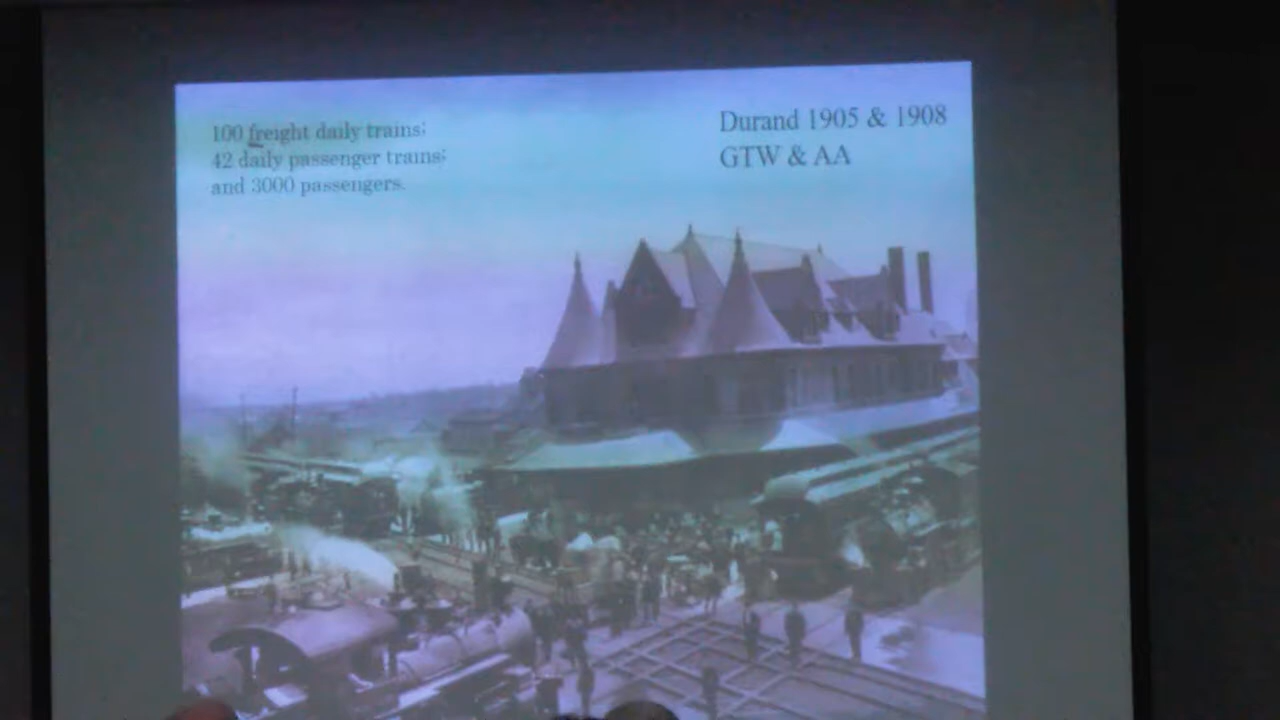 100 freight daily trains;
42 daily passenger trains;
and 3000 passengers.
Durand 1905 & 1908
GTW & AA